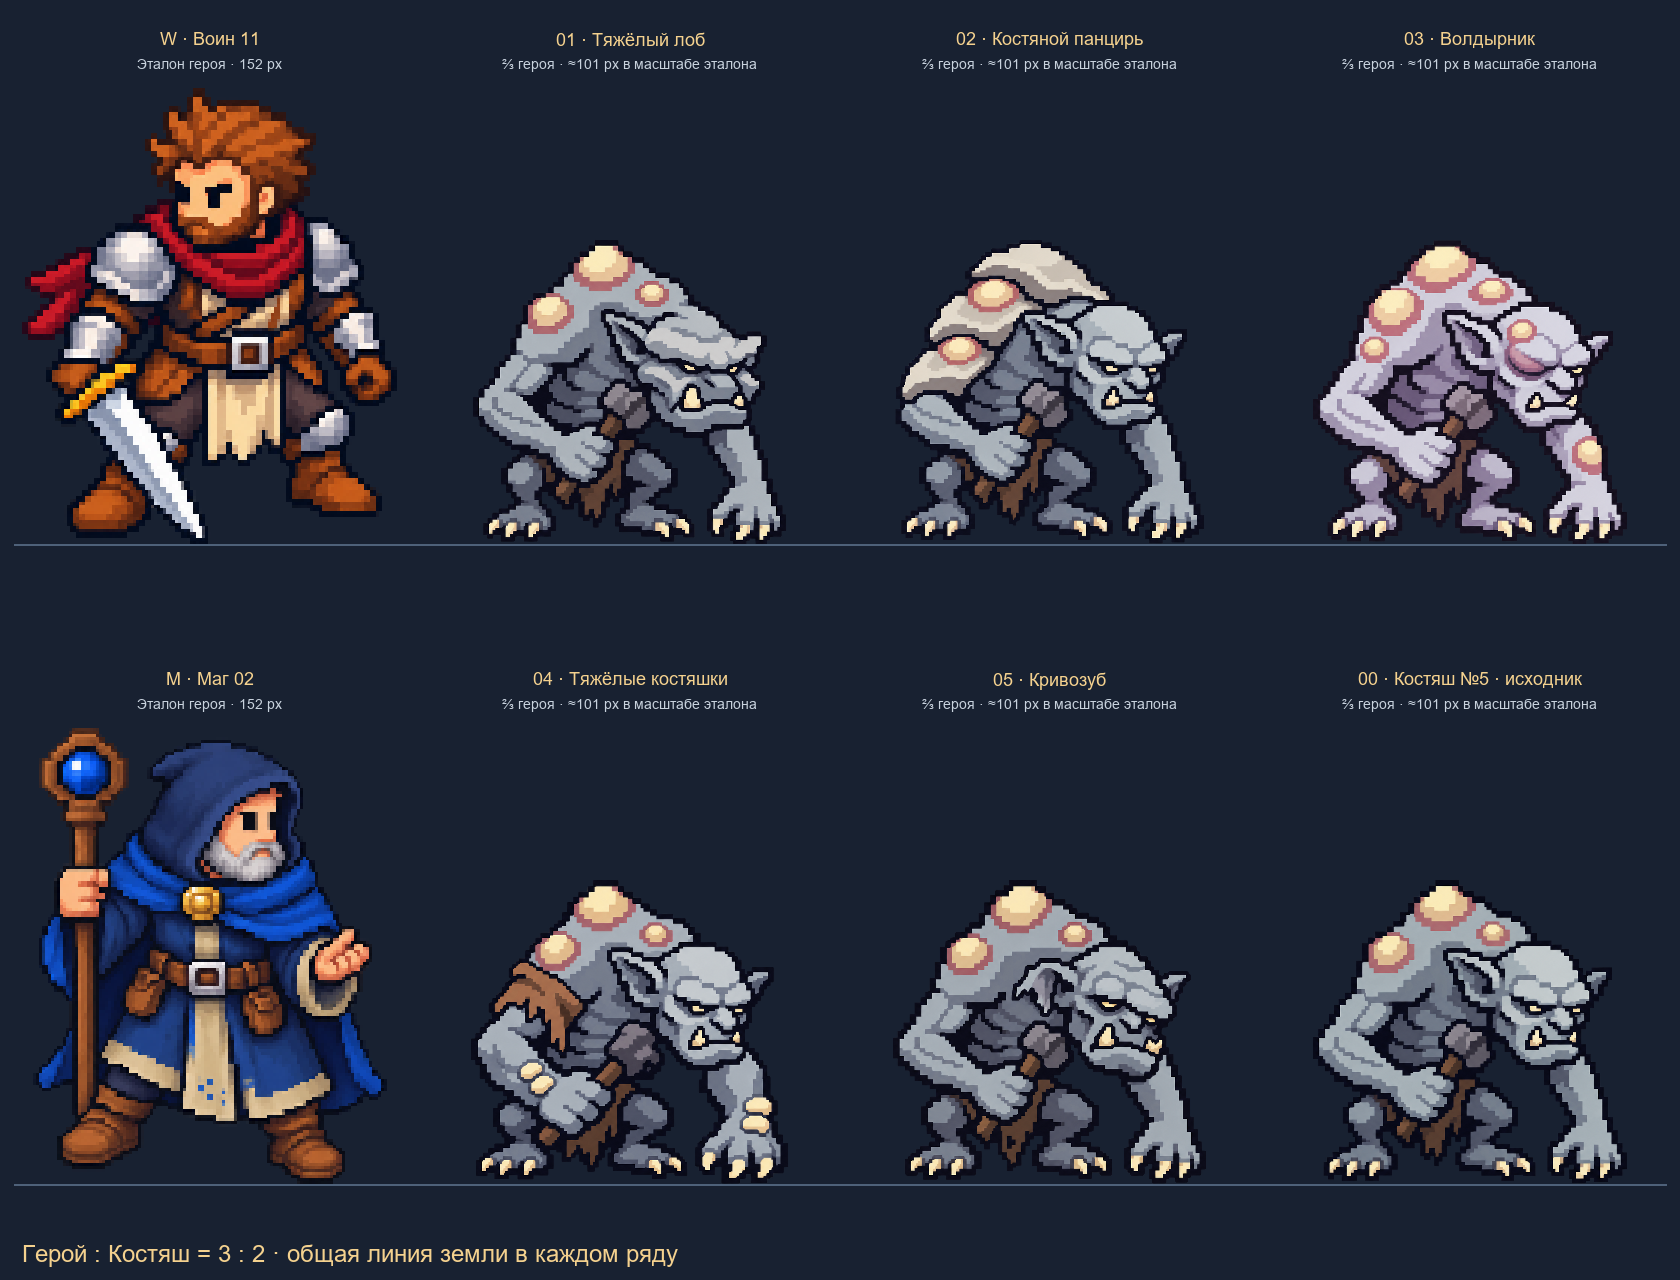 W · Воин 11
Эталон героя · 152 px
01 · Тяжёлый лоб
⅔ героя · ≈101 px в масштабе эталона
02 · Костяной панцирь
⅔ героя · ≈101 px в масштабе эталона
03 · Волдырник
⅔ героя · ≈101 px в масштабе эталона
M · Маг 02
Эталон героя · 152 px
04 · Тяжёлые костяшки
⅔ героя · ≈101 px в масштабе эталона
05 · Кривозуб
⅔ героя · ≈101 px в масштабе эталона
00 · Костяш №5 · исходник
⅔ героя · ≈101 px в масштабе эталона
Герой : Костяш = 3 : 2 · общая линия земли в каждом ряду